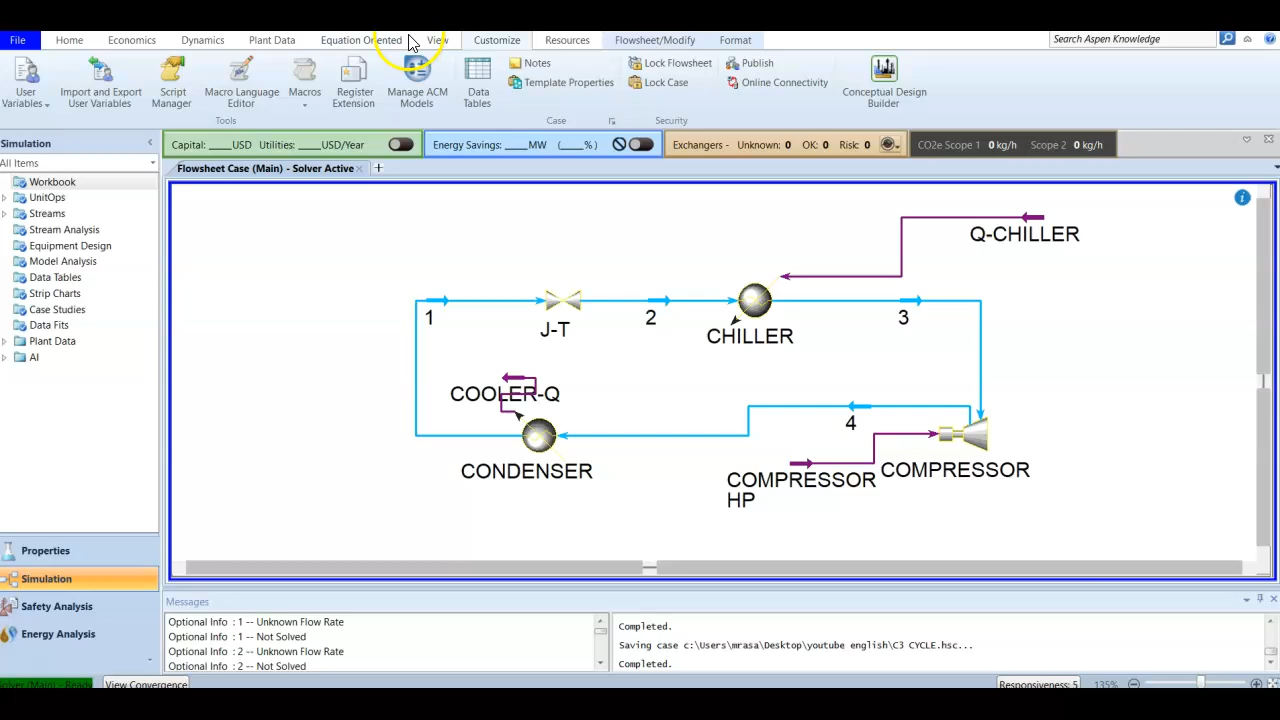 File Home Economics Dynamics Plant Data Equation Oriented View Customize Resources Flowsheet/Modify Format Search Aspen Knowledge
User Variables
Import and Export User Variables
Script Manager
Macro Language Editor
Macros
Register Extension
Manage ACM Models
Data Tables
Notes
Template Properties
Lock Flowsheet
Lock Case
Publish
Online Connectivity
Conceptual Design Builder
Tools Case Security
Simulation
All Items
Workbook
UnitOps
Streams
Stream Analysis
Equipment Design
Model Analysis
Data Tables
Strip Charts
Case Studies
Data Fits
Plant Data
AI
Properties
Simulation
Safety Analysis
Energy Analysis
Capital: ____USD Utilities: ____USD/Year
Energy Savings: ____MW (____%)
Exchangers - Unknown: 0 OK: 0 Risk: 0
CO2e Scope 1 0 kg/h Scope 2 0 kg/h
Flowsheet Case (Main) - Solver Active
Q-CHILLER
1
J-T
2
CHILLER
3
COOLER-Q
4
CONDENSER
COMPRESSOR
COMPRESSOR
HP
Messages
Optional Info : 1 -- Unknown Flow Rate
Optional Info : 1 -- Not Solved
Optional Info : 2 -- Unknown Flow Rate
Optional Info : 2 -- Not Solved
Completed.
Saving case c:\Users\mrasa\Desktop\youtube english\C3 CYCLE.hsc...
Completed.
Solver (Main) - Ready View Convergence Responsiveness: 5 135%